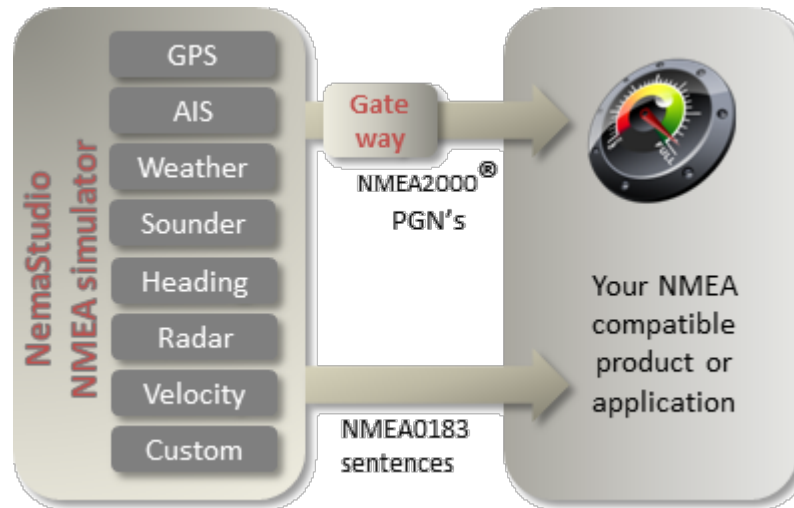 NemaStudio
NMEA simulator
GPS
AIS
Weather
Sounder
Heading
Radar
Velocity
Custom
Gate
way
NMEA2000®
PGN's
NMEA0183
sentences
FULL
Your NMEA
compatible
product or
application